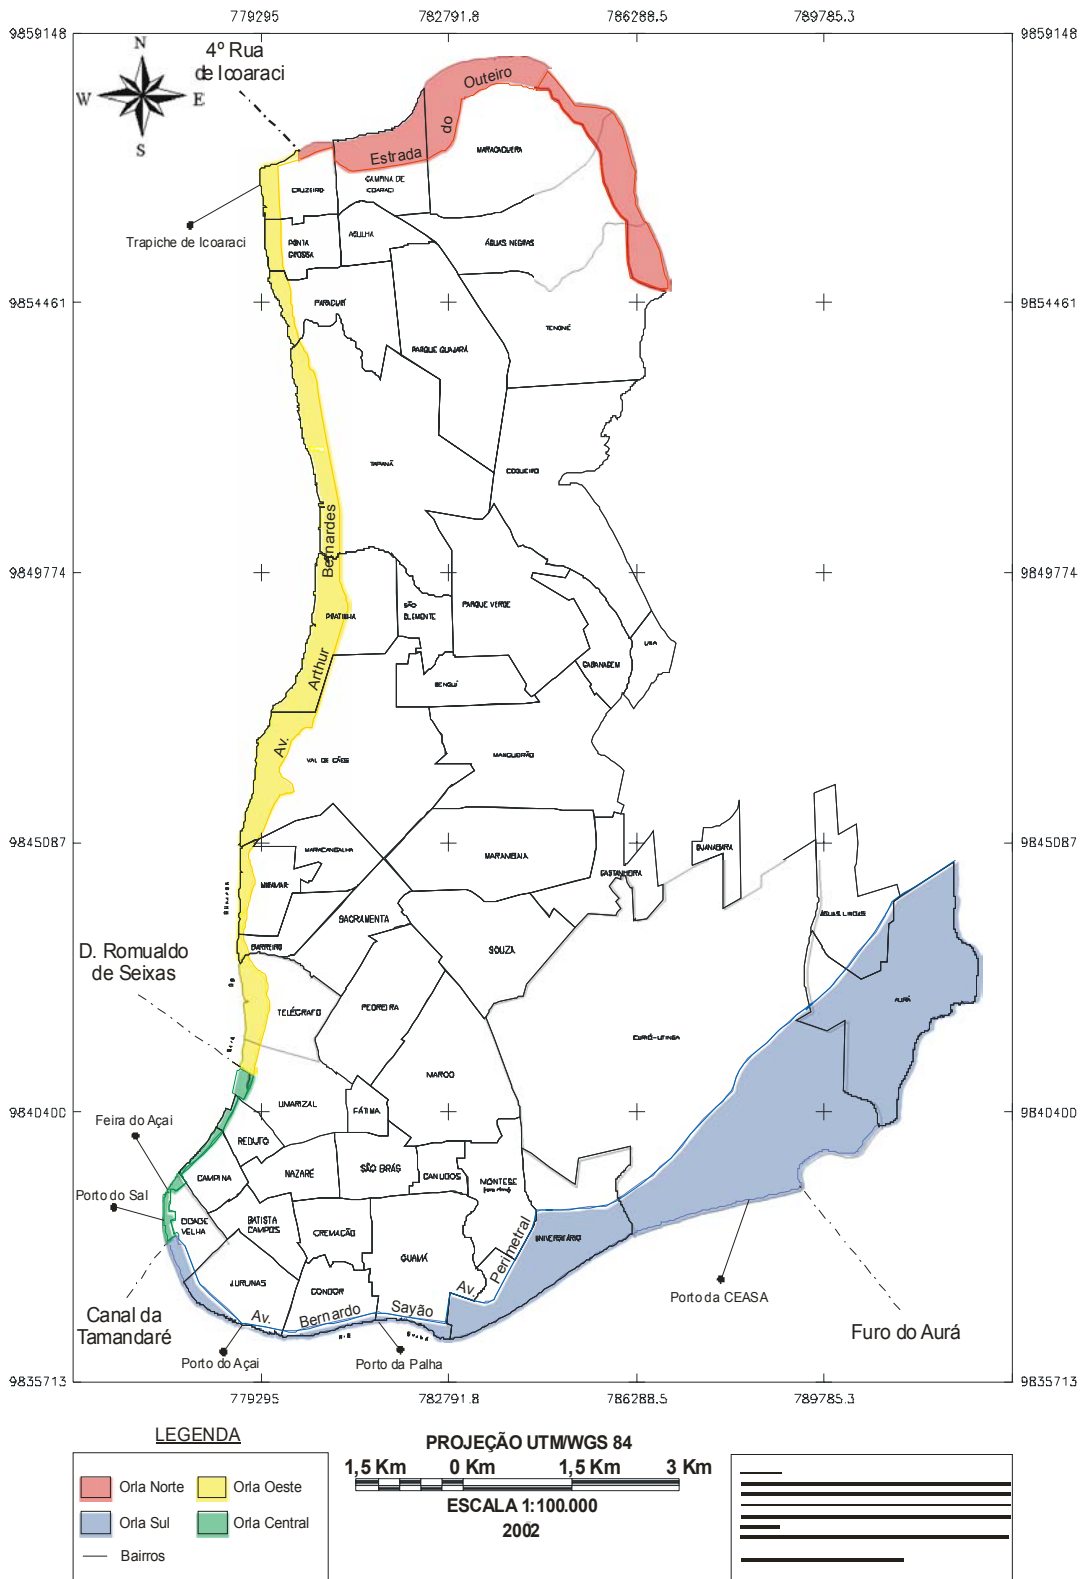 779295 782791.8 786288.5 789785.3
9859148 9859148
N
W E
S
4º Rua
de Icoaraci
Outeiro
do
Estrada
MARACACUERA
CRUZEIRO
CAMPINA DE
ICOARACI
Trapiche de Icoaraci
PONTA
GROSSA
AGULHA
ÁGUAS NEGRAS
9854461 9854461
PARACURI
TENONÉ
PARQUE GUAJARÁ
TAPANÃ
COQUEIRO
Bernardes
9849774 9849774
PRATINHA
SÃO
CLEMENTE
PARQUE VERDE
UNA
CABANAGEM
Arthur
BENGUÍ
Av.
VAL DE CÃES
MANGUEIRÃO
9845087 9845087
MARACANGALHA
MARAMBAIA
GUANABARA
CASTANHEIRA
MIRAMAR
SACRAMENTA
ÁGUAS LINDAS
D. Romualdo
de Seixas
BARREIRO
SOUZA
TELÉGRAFO
PEDREIRA
AURÁ
CURIÓ-UTINGA
MARCO
UMARIZAL
FÁTIMA
9840400 9840400
Feira do Açai
REDUTO
CAMPINA
NAZARÉ
SÃO BRÁS
CANUDOS
MONTESE
Porto do Sal
CIDADE
VELHA
BATISTA
CAMPOS
CREMAÇÃO
GUAMÁ
UNIVERSITÁRIO
Perimetral
Av.
JURUNAS
CONDOR
Porto da CEASA
Canal da
Tamandaré
Av. Bernardo Sayão
Furo do Aurá
Porto do Açai
Porto da Palha
9835713 9835713
779295 782791.8 786288.5 789785.3
LEGENDA
Orla Norte Orla Oeste
Orla Sul Orla Central
Bairros
PROJEÇÃO UTM/WGS 84
1,5 Km 0 Km 1,5 Km 3 Km
ESCALA 1:100.000
2002